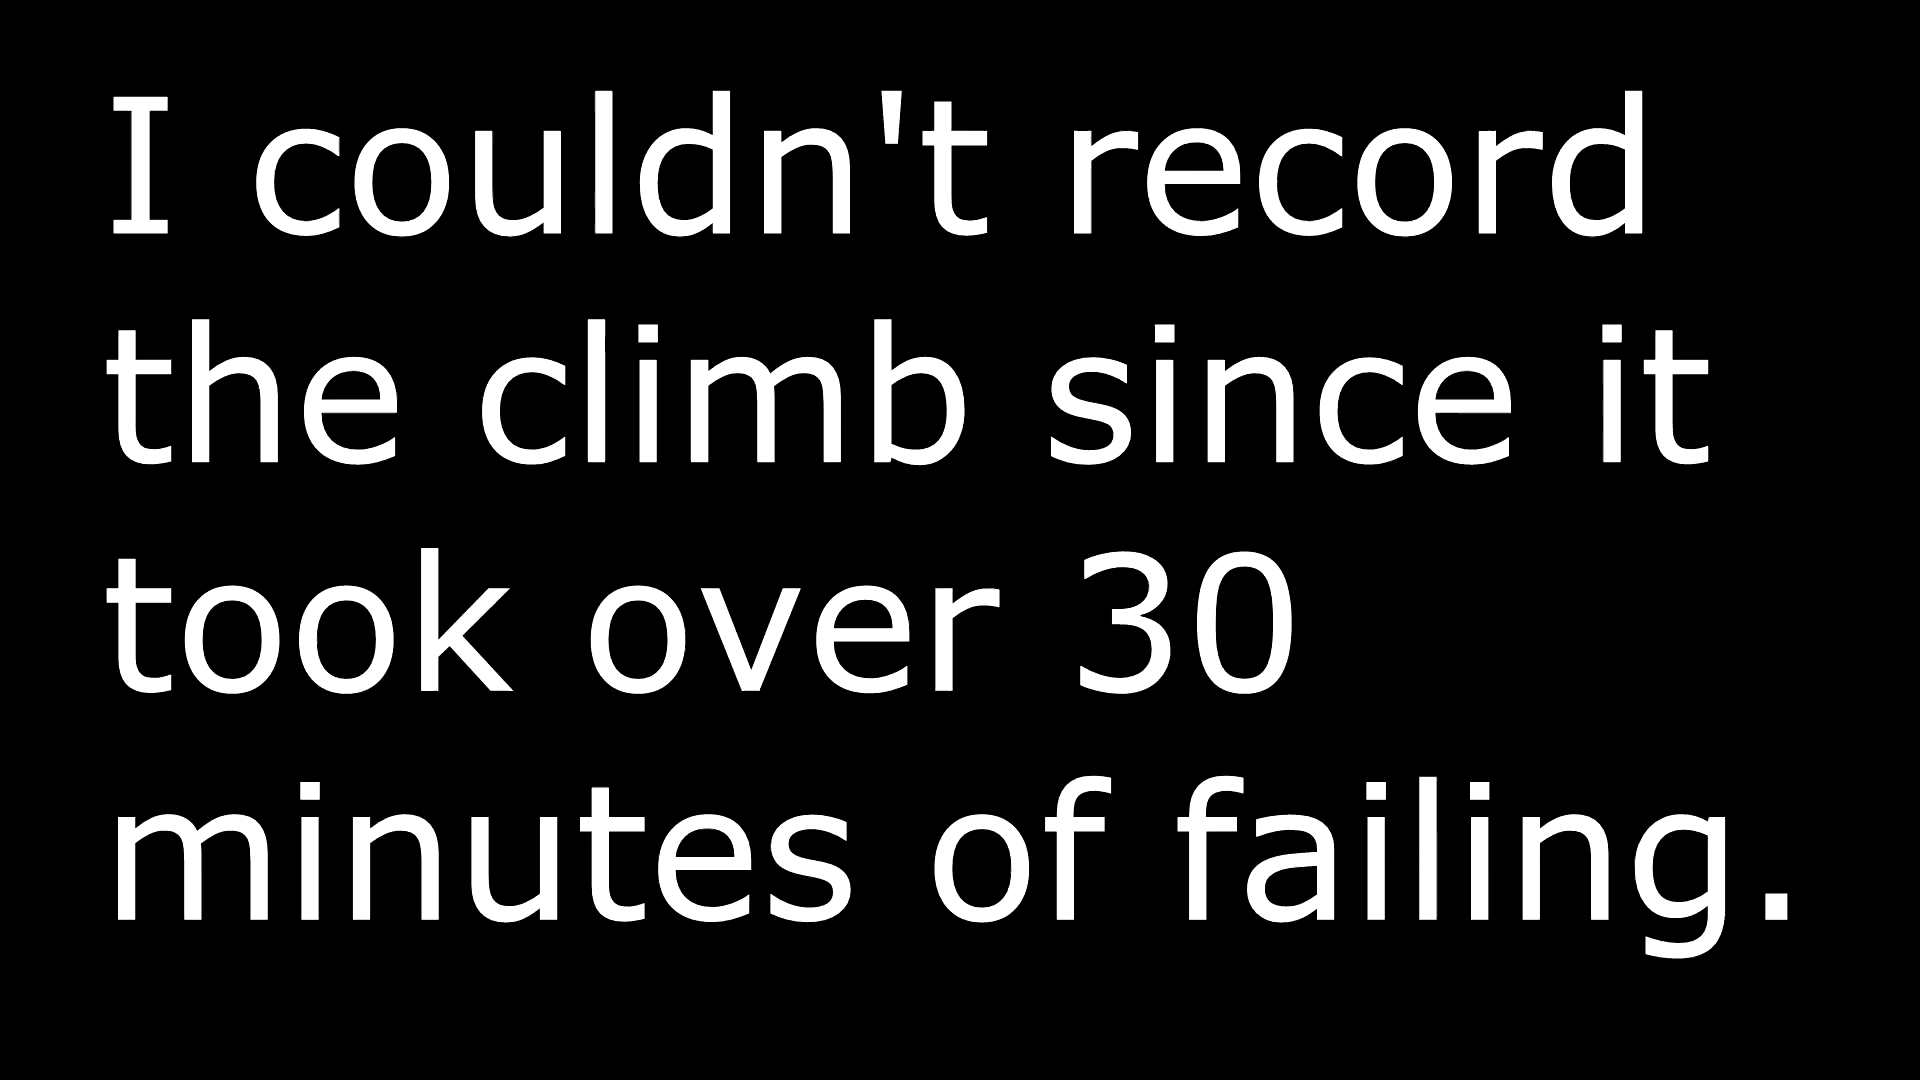 I couldn't record
the climb since it
took over 30
minutes of failing.